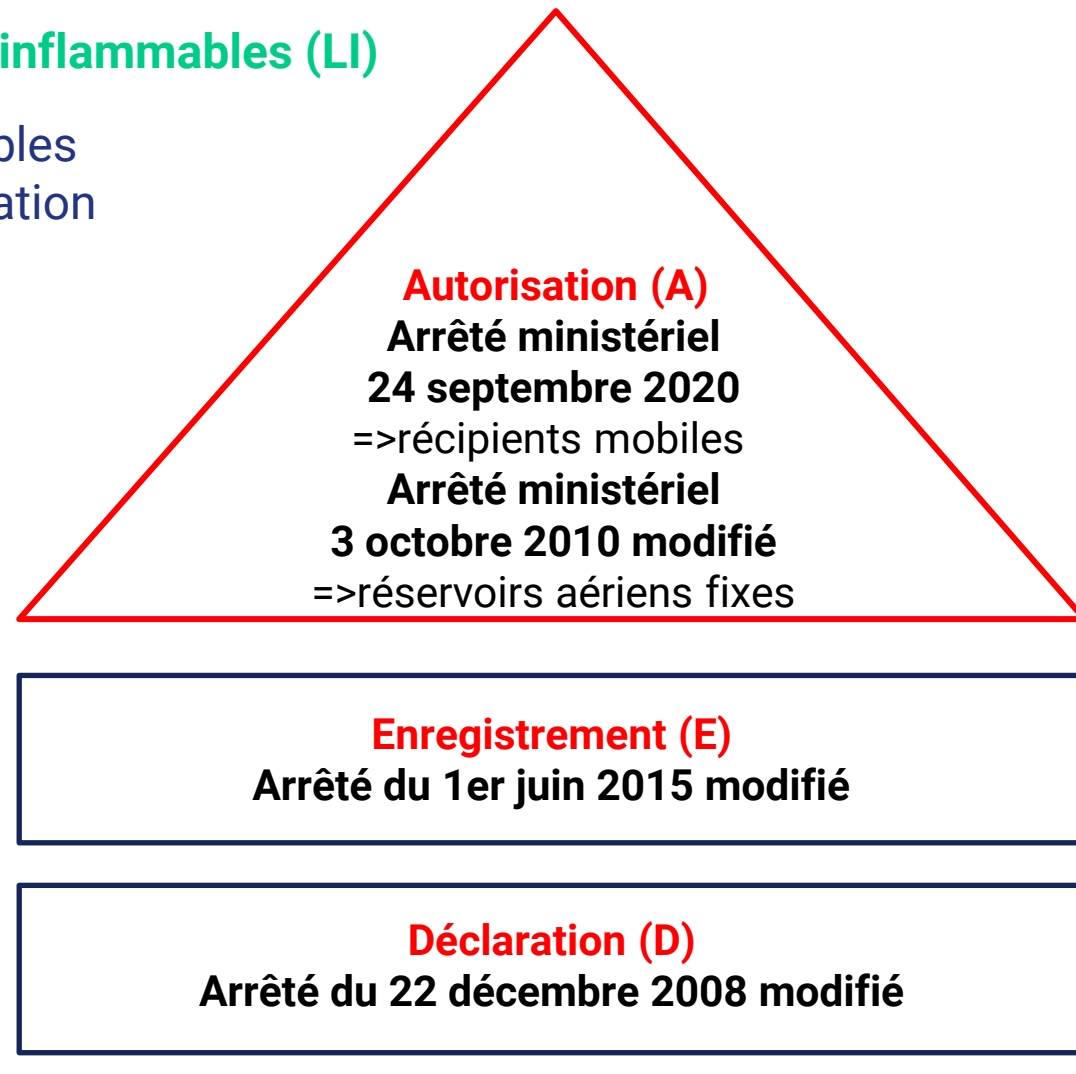 inflammables (LI)
bles
ation
Autorisation (A)
Arrêté ministériel
24 septembre 2020
=>récipients mobiles
Arrêté ministériel
3 octobre 2010 modifié
=>réservoirs aériens fixes
Enregistrement (E)
Arrêté du 1er juin 2015 modifié
Déclaration (D)
Arrêté du 22 décembre 2008 modifié